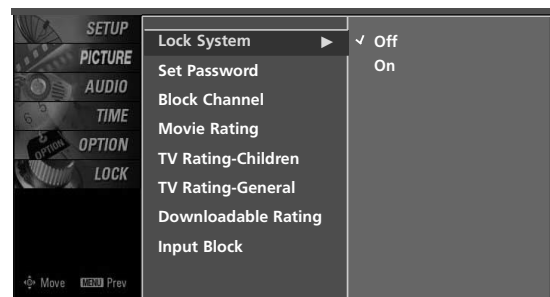 SETUP
PICTURE
AUDIO
TIME
OPTION
LOCK
Move MENU Prev
Lock System
Set Password
Block Channel
Movie Rating
TV Rating-Children
TV Rating-General
Downloadable Rating
Input Block
Off
On